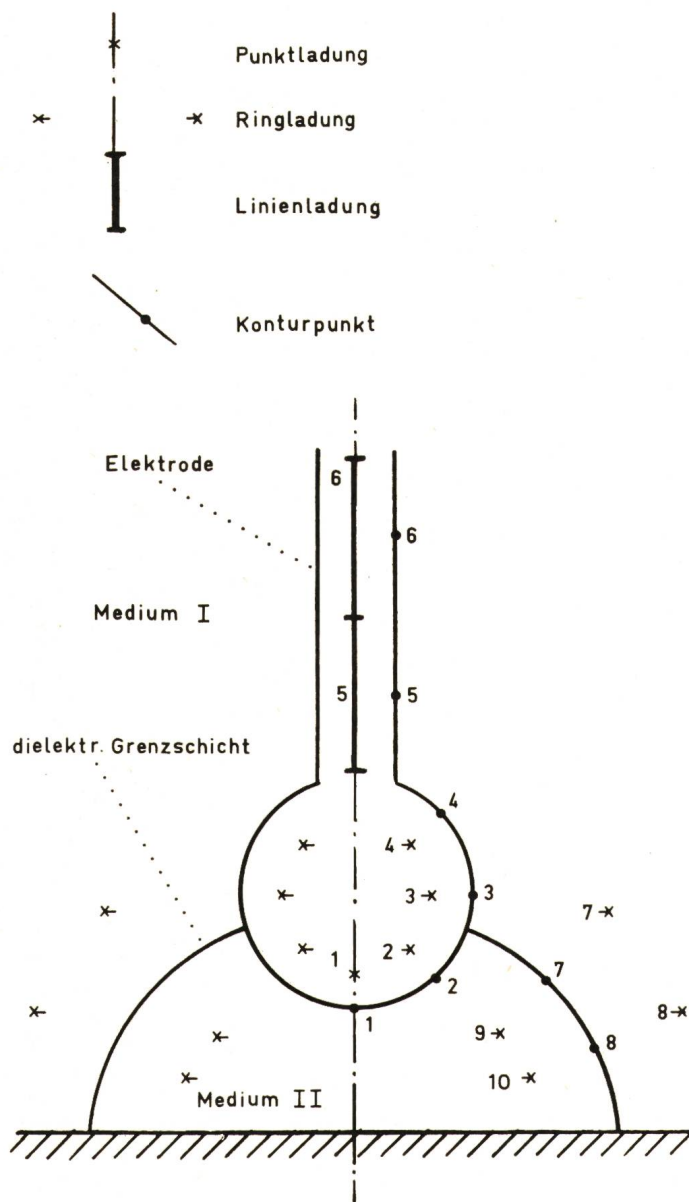 Punktladung
Ringladung
Linienladung
Konturpunkt
Elektrode
6
6
Medium I
5
5
dielektr. Grenzschicht
4
4
3
3
7
1
2
2
7
1
8
9
8
10
Medium II